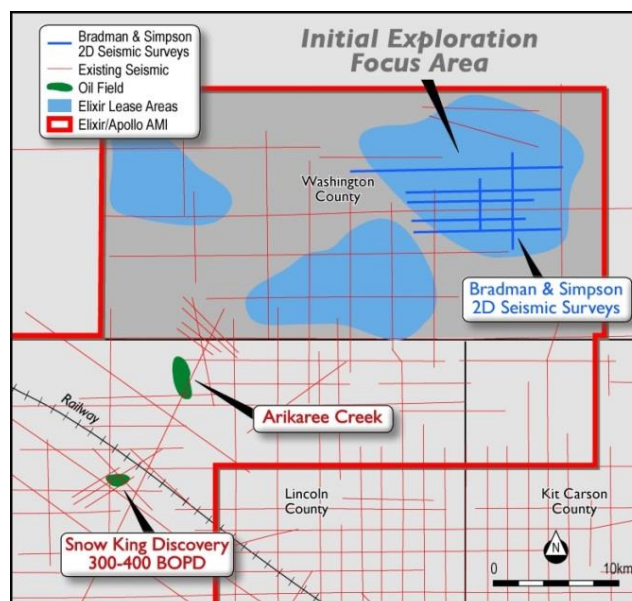 Bradman & Simpson
2D Seismic Surveys
Existing Seismic
Oil Field
Elixir Lease Areas
Elixir/Apollo AMI
Initial Exploration
Focus Area
Washington
County
Bradman & Simpson
2D Seismic Surveys
Arikaree Creek
Railway
Snow King Discovery
300-400 BOPD
Lincoln
County
Kit Carson
County
N
0
10km